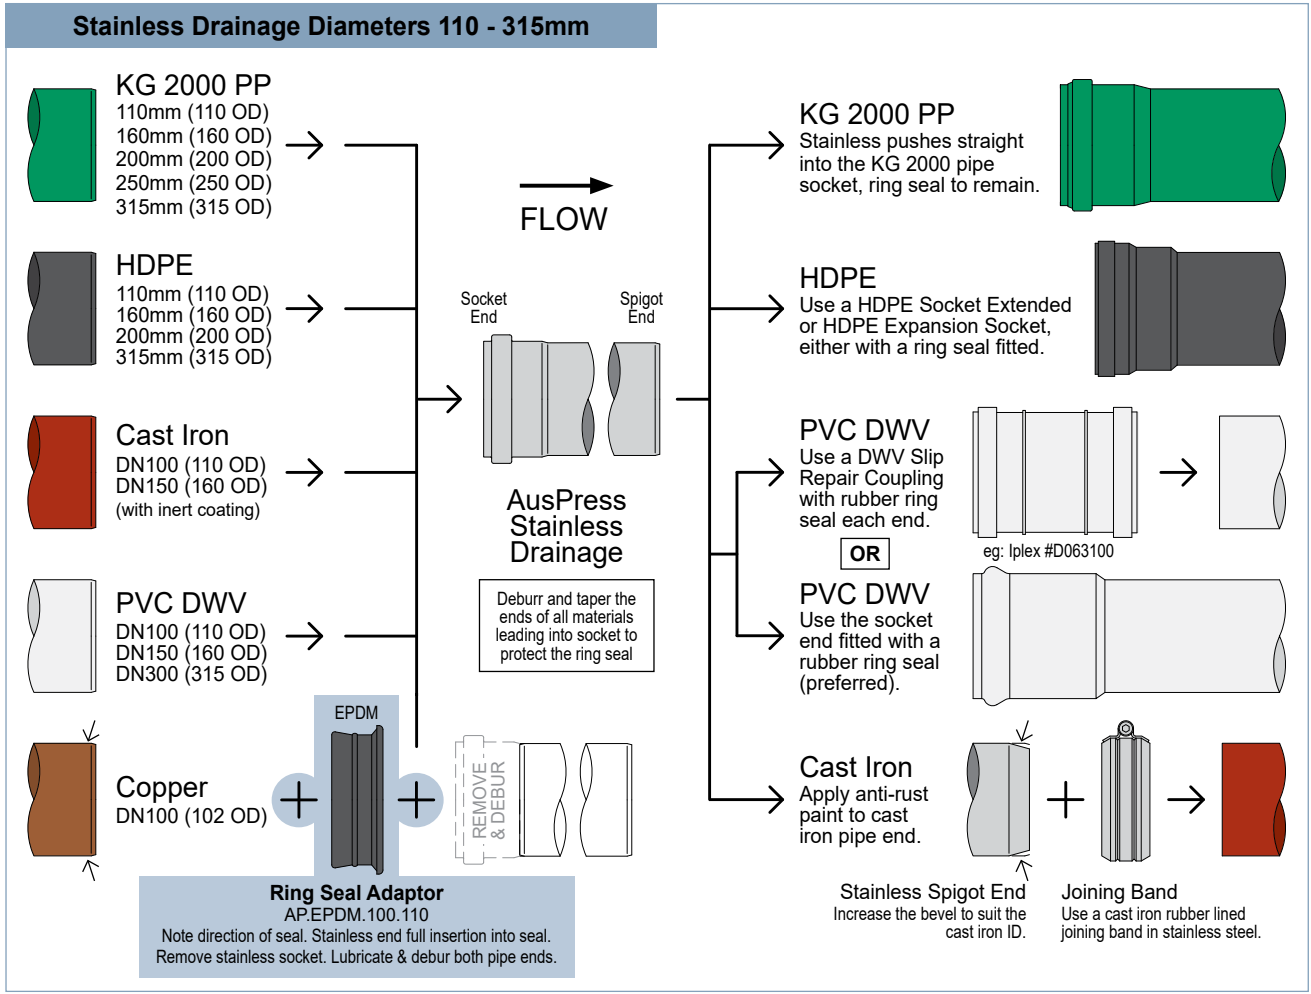 Stainless Drainage Diameters 110 - 315mm
KG 2000 PP
110mm (110 OD)
160mm (160 OD)
200mm (200 OD)
250mm (250 OD)
315mm (315 OD)
HDPE
110mm (110 OD)
160mm (160 OD)
200mm (200 OD)
315mm (315 OD)
Cast Iron
DN100 (110 OD)
DN150 (160 OD)
(with inert coating)
PVC DWV
DN100 (110 OD)
DN150 (160 OD)
DN300 (315 OD)
Copper
DN100 (102 OD)
EPDM
REMOVE
& DEBUR
Ring Seal Adaptor
AP.EPDM.100.110
Note direction of seal. Stainless end full insertion into seal.
Remove stainless socket. Lubricate & debur both pipe ends.
FLOW
Socket
End
Spigot
End
AusPress
Stainless
Drainage
Deburr and taper the
ends of all materials
leading into socket to
protect the ring seal
KG 2000 PP
Stainless pushes straight
into the KG 2000 pipe
socket, ring seal to remain.
HDPE
Use a HDPE Socket Extended
or HDPE Expansion Socket,
either with a ring seal fitted.
PVC DWV
Use a DWV Slip
Repair Coupling
with rubber ring
seal each end.
eg: Iplex #D063100
OR
PVC DWV
Use the socket
end fitted with a
rubber ring seal
(preferred).
Cast Iron
Apply anti-rust
paint to cast
iron pipe end.
Stainless Spigot End
Increase the bevel to suit the
cast iron ID.
Joining Band
Use a cast iron rubber lined
joining band in stainless steel.